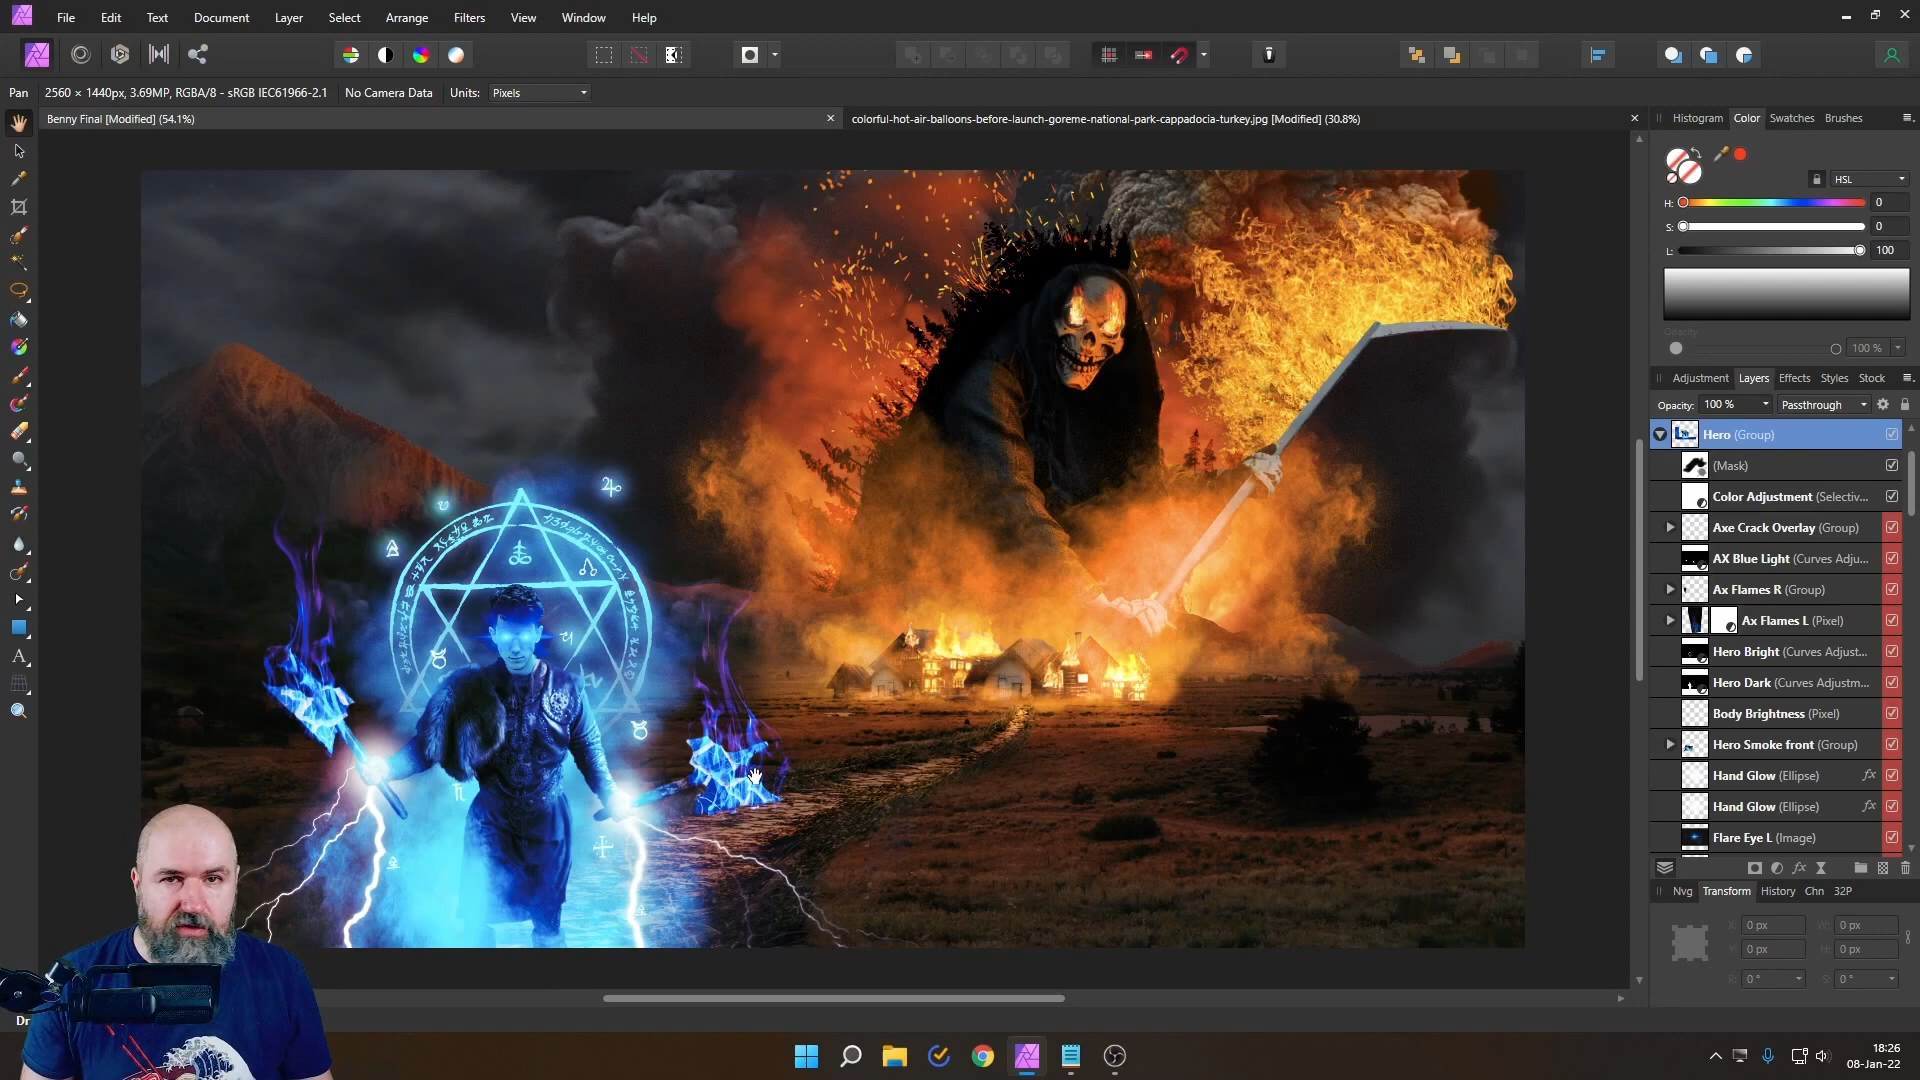 File Edit Text Document Layer Select Arrange Filters View Window Help
Pan 2560 × 1440px, 3.69MP, RGBA/8 - sRGB IEC61966-2.1 No Camera Data Units: Pixels
Benny Final [Modified] (54.1%)
colorful-hot-air-balloons-before-launch-goreme-national-park-cappadocia-turkey.jpg [Modified] (30.8%)
Histogram Color Swatches Brushes
HSL
H: 0
S: 0
L: 100
Opacity
100 %
Adjustment Layers Effects Styles Stock
Opacity: 100 % Passthrough
Hero (Group)
(Mask)
Color Adjustment (Selectiv...
Axe Crack Overlay (Group)
AX Blue Light (Curves Adju...
Ax Flames R (Group)
Ax Flames L (Pixel)
Hero Bright (Curves Adjust...
Hero Dark (Curves Adjustm...
Body Brightness (Pixel)
Hero Smoke front (Group)
Hand Glow (Ellipse) fx
Hand Glow (Ellipse) fx
Flare Eye L (Image)
fx
Nvg Transform History Chn 32P
X: 0 px W: 0 px
Y: 0 px H: 0 px
R: 0 ° S: 0 °
Dr
18:26
08-Jan-22